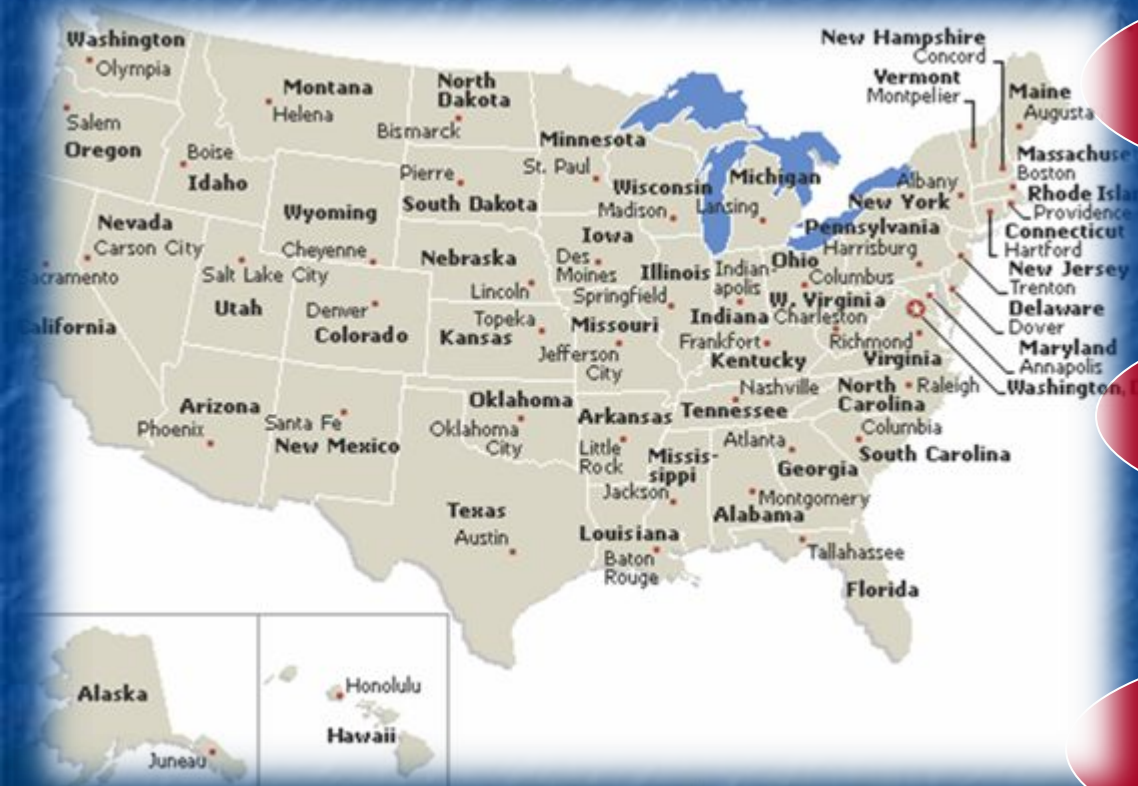 Washington
Olympia
Salem
Oregon
Boise
Idaho
Montana
Helena
North
Dakota
Bismarck
Minnesota
St. Paul
Pierre
South Dakota
Wisconsin
Madison
Michigan
Lansing
New Hampshire
Concord
Vermont
Montpelier
Maine
Augusta
Massachuse
Boston
Rhode Islan
Providence
Connecticut
Hartford
New Jersey
Trenton
Delaware
Dover
Maryland
Annapolis
Washington, D
Albany
New York
Pennsylvania
Harrisburg
Nevada
Carson City
Sacramento
California
Wyoming
Cheyenne
Salt Lake City
Utah
Denver
Colorado
Nebraska
Lincoln
Iowa
Des
Moines
Illinois
Springfield
Indian-
apolis
Indiana
Ohio
Columbus
W. Virginia
Charleston
Richmond
Virginia
Topeka
Kansas
Missouri
Jefferson
City
Frankfort
Kentucky
Nashville
Tennessee
North
Carolina
Raleigh
Columbia
South Carolina
Arizona
Phoenix
Santa Fe
New Mexico
Oklahoma
Oklahoma
City
Arkansas
Little
Rock
Missis-
sippi
Jackson
Atlanta
Georgia
Montgomery
Alabama
Texas
Austin
Louisiana
Baton
Rouge
Tallahassee
Florida
Alaska
Juneau
Honolulu
Hawaii